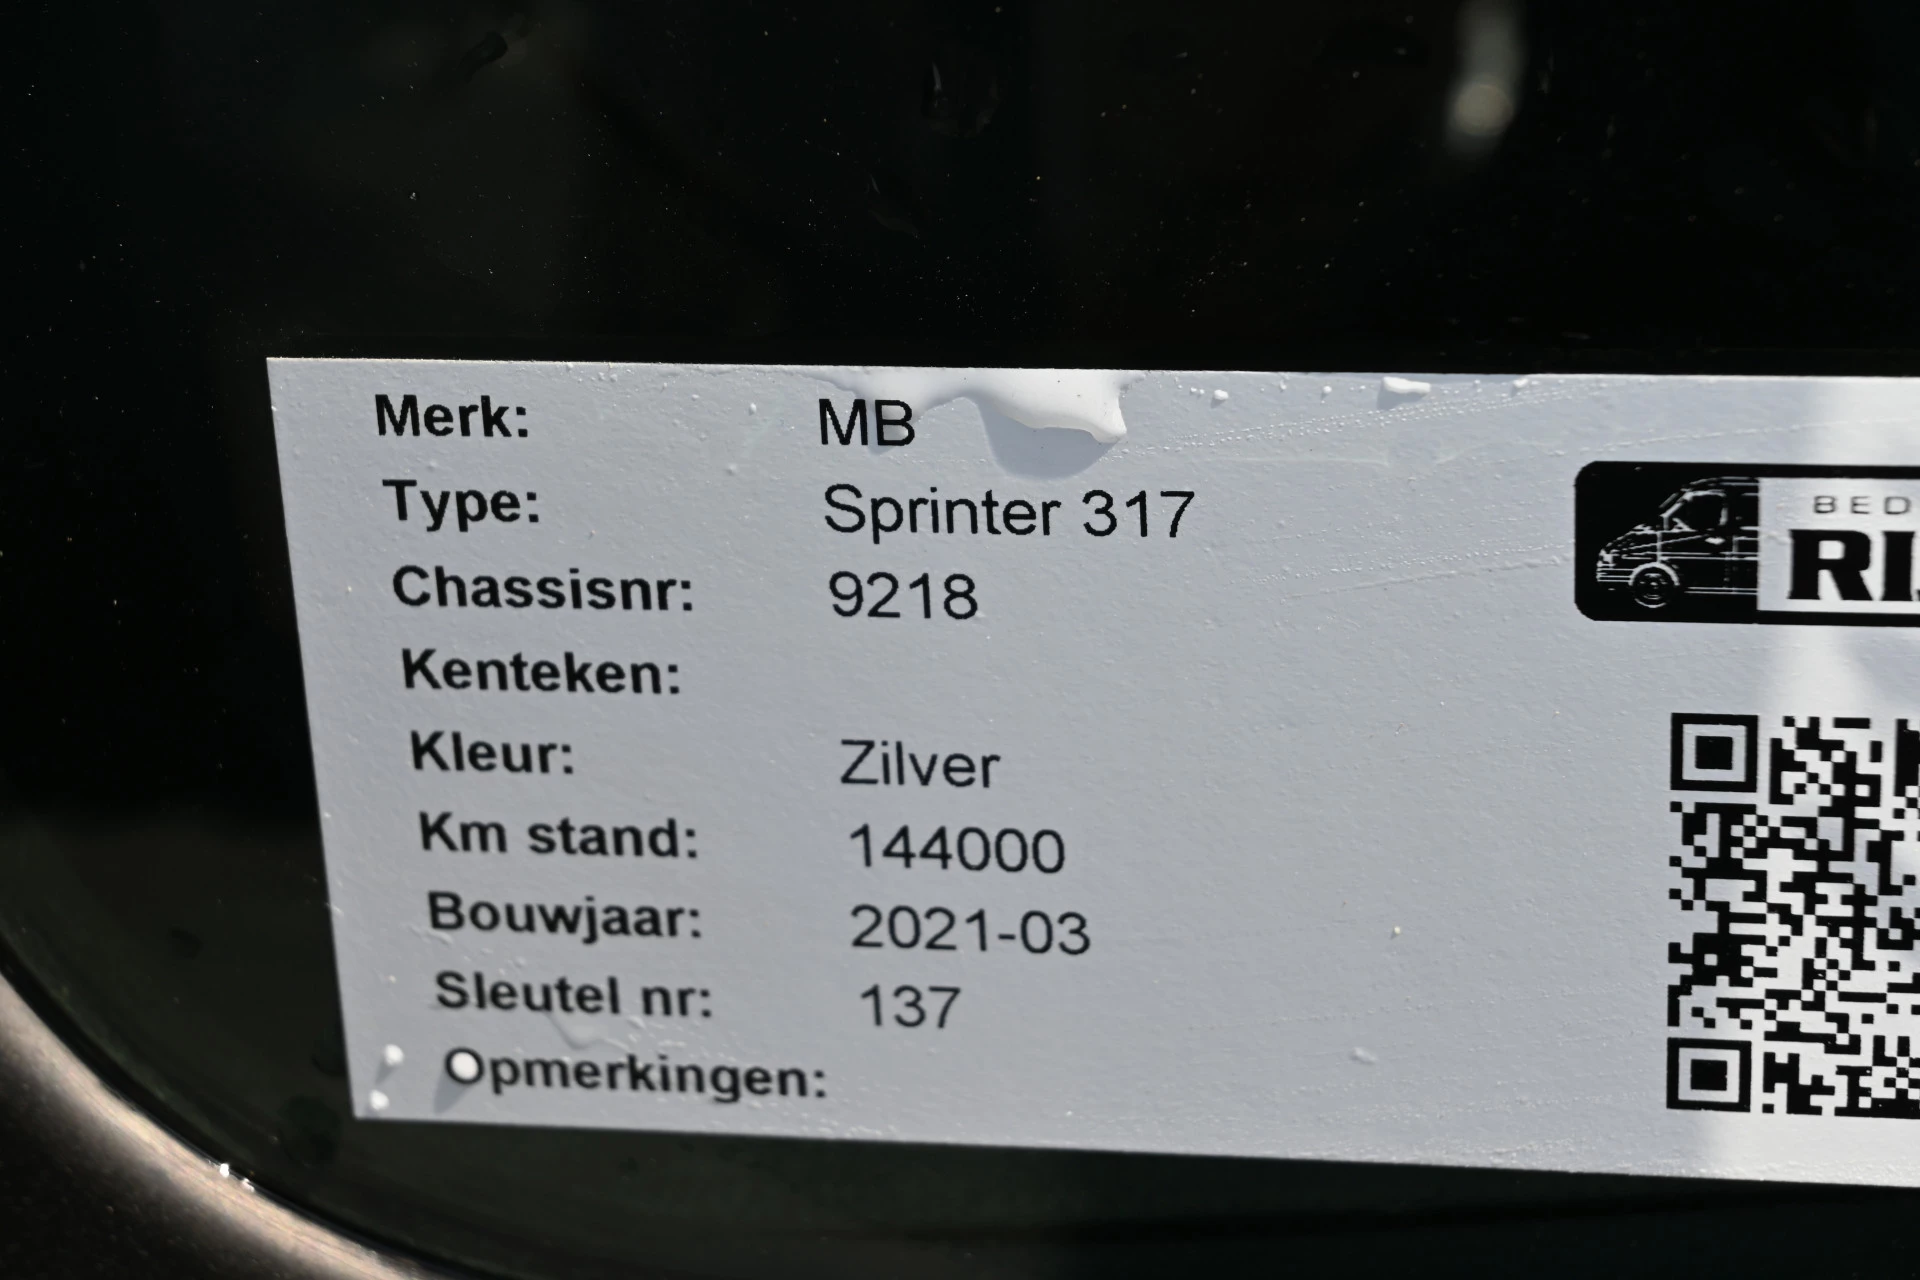 Merk: MB
Type: Sprinter 317
Chassisnr: 9218
Kenteken:
Kleur: Zilver
Km stand: 144000
Bouwjaar: 2021-03
Sleutel nr: 137
Opmerkingen:
BED